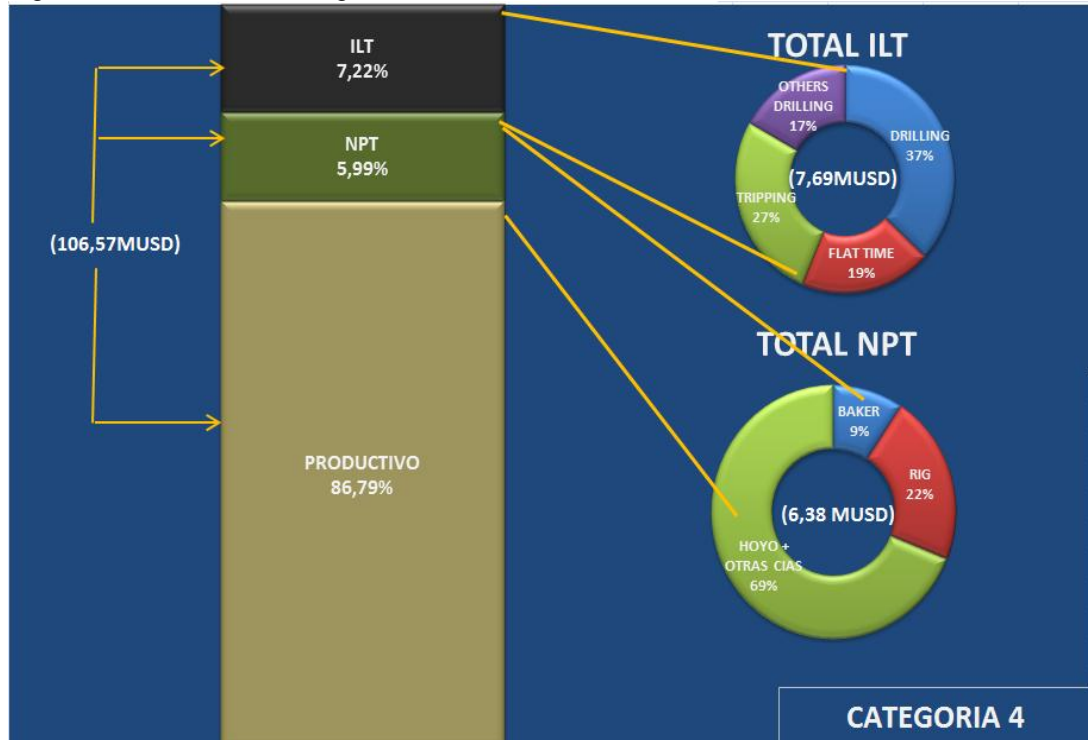 ILT
7,22%
NPT
5,99%
(106,57MUSD)
PRODUCTIVO
86,79%
TOTAL ILT
OTHERS
DRILLING
17%
DRILLING
37%
(7,69MUSD)
TRIPPING
27%
FLAT TIME
19%
TOTAL NPT
BAKER
9%
RIG
22%
(6,38 MUSD)
HOYO +
OTRAS CIAS
69%
CATEGORIA 4